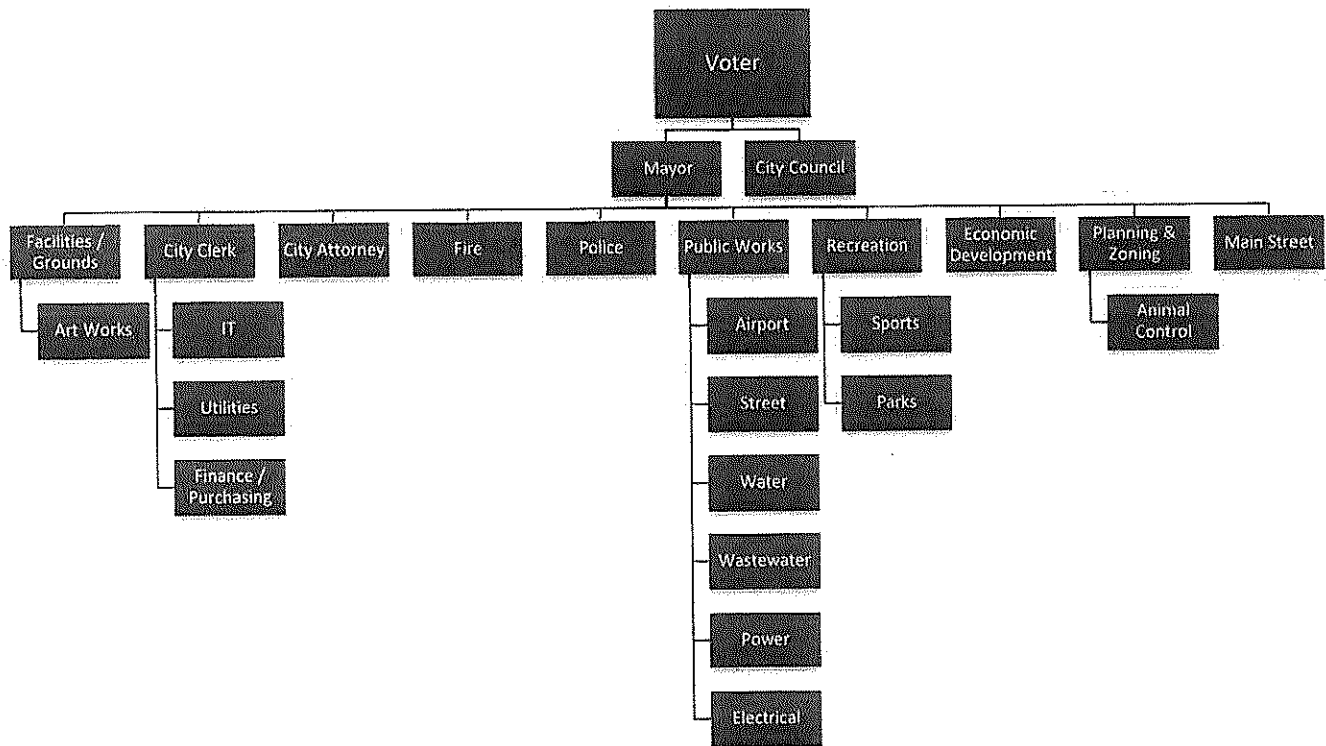 Voter
Mayor
City Council
Facilities /
Grounds
City Clerk
City Attorney
Fire
Police
Public Works
Recreation
Economic
Development
Planning &
Zoning
Main Street
Art Works
IT
Airport
Sports
Animal
Control
Utilities
Street
Parks
Finance /
Purchasing
Water
Wastewater
Power
Electrical